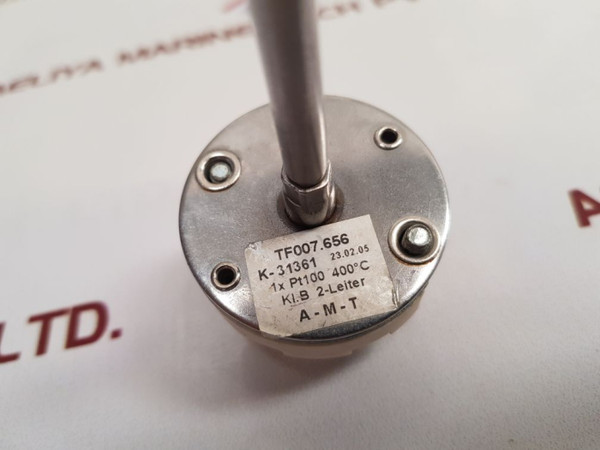 TF007.656
K-31361 23.02.05
1x Pt100 400°C
Kl.B 2-Leiter
A-M-T
LTD.